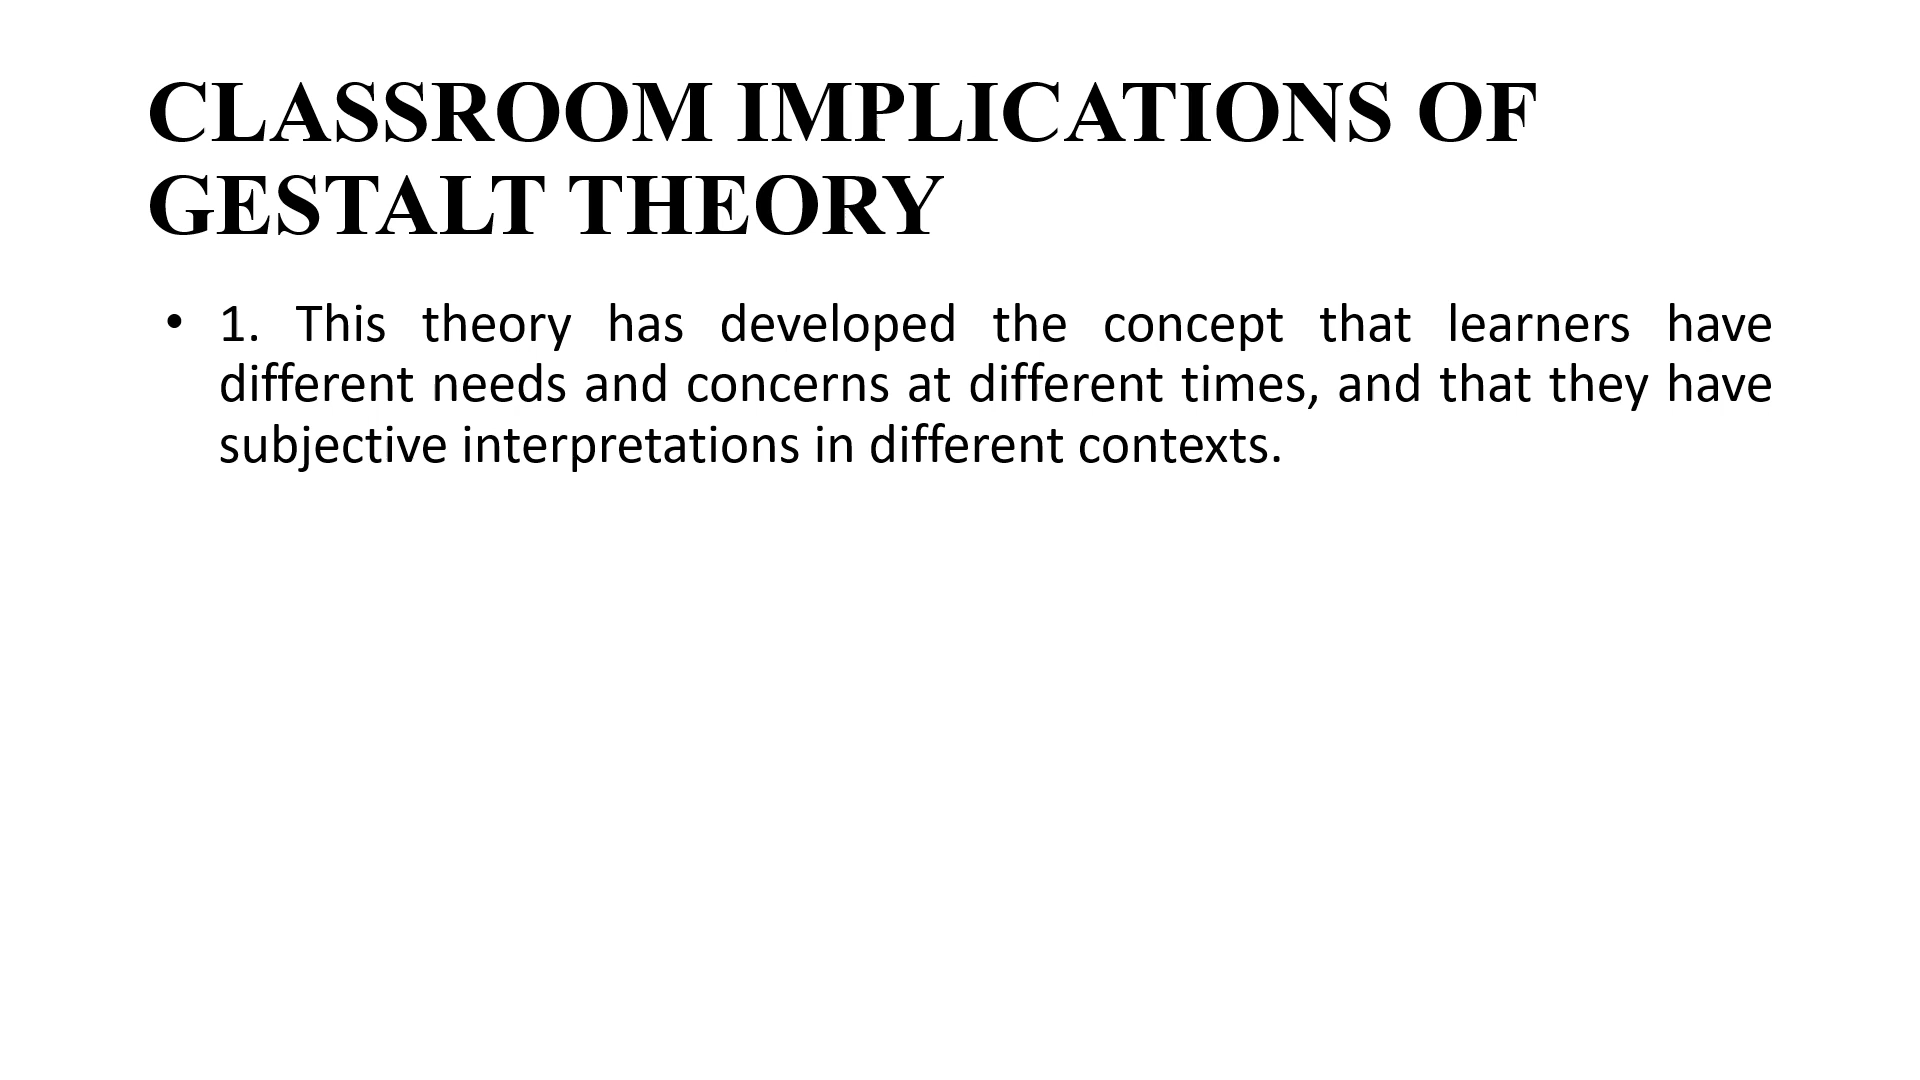 CLASSROOM IMPLICATIONS OF
GESTALT THEORY
• 1. This theory has developed the concept that learners have
different needs and concerns at different times, and that they have
subjective interpretations in different contexts.